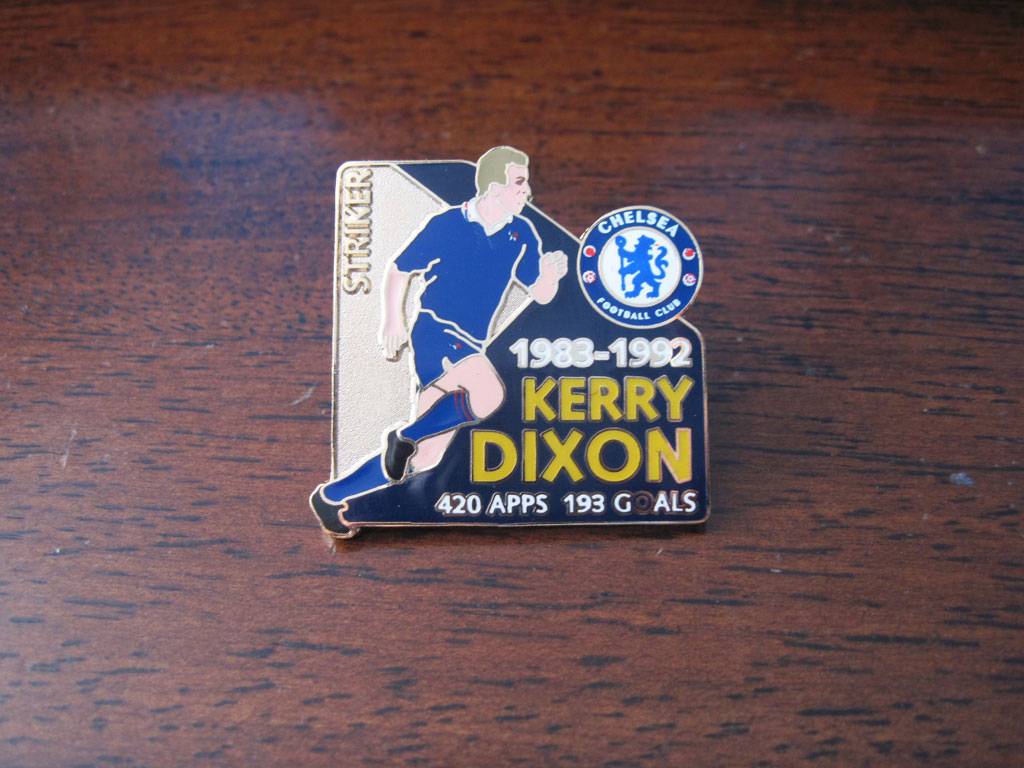 STRIKER
CHELSEA
FOOTBALL CLUB
1983-1992
KERRY
DIXON
420 APPS 193 GOALS